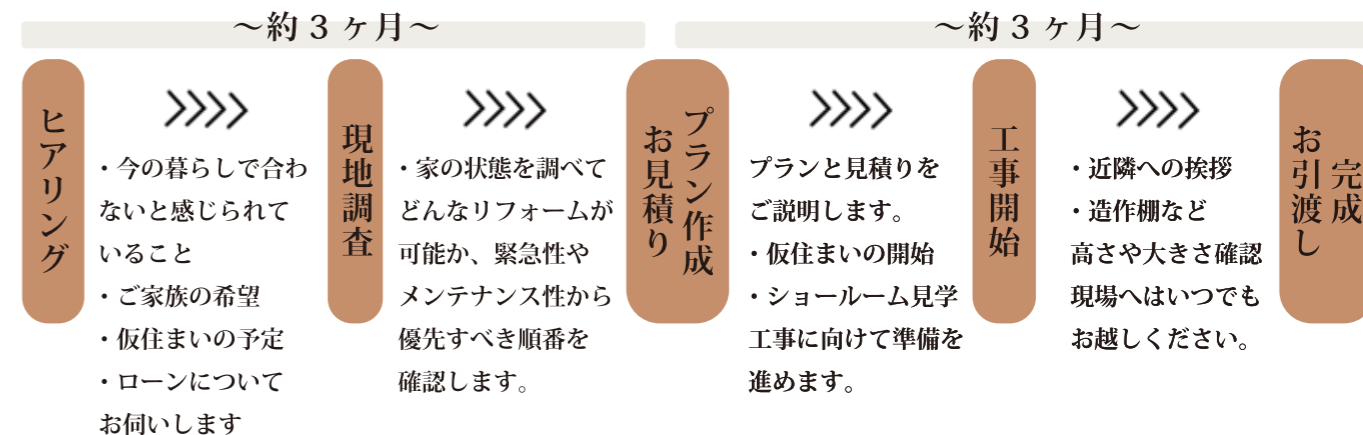 〜約３ヶ月〜
〜約３ヶ月〜
ヒアリング
・今の暮らしで合わ
ないと感じられて
いること
・ご家族の希望
・仮住まいの予定
・ローンについて
お伺いします
現地調査
・家の状態を調べて
どんなリフォームが
可能か、緊急性や
メンテナンス性から
優先すべき順番を
確認します。
プラン作成
お見積り
プランと見積りを
ご説明します。
・仮住まいの開始
・ショールーム見学
工事に向けて準備を
進めます。
工事開始
・近隣への挨拶
・造作棚など
高さや大きさ確認
現場へはいつでも
お越しください。
完成
お引渡し